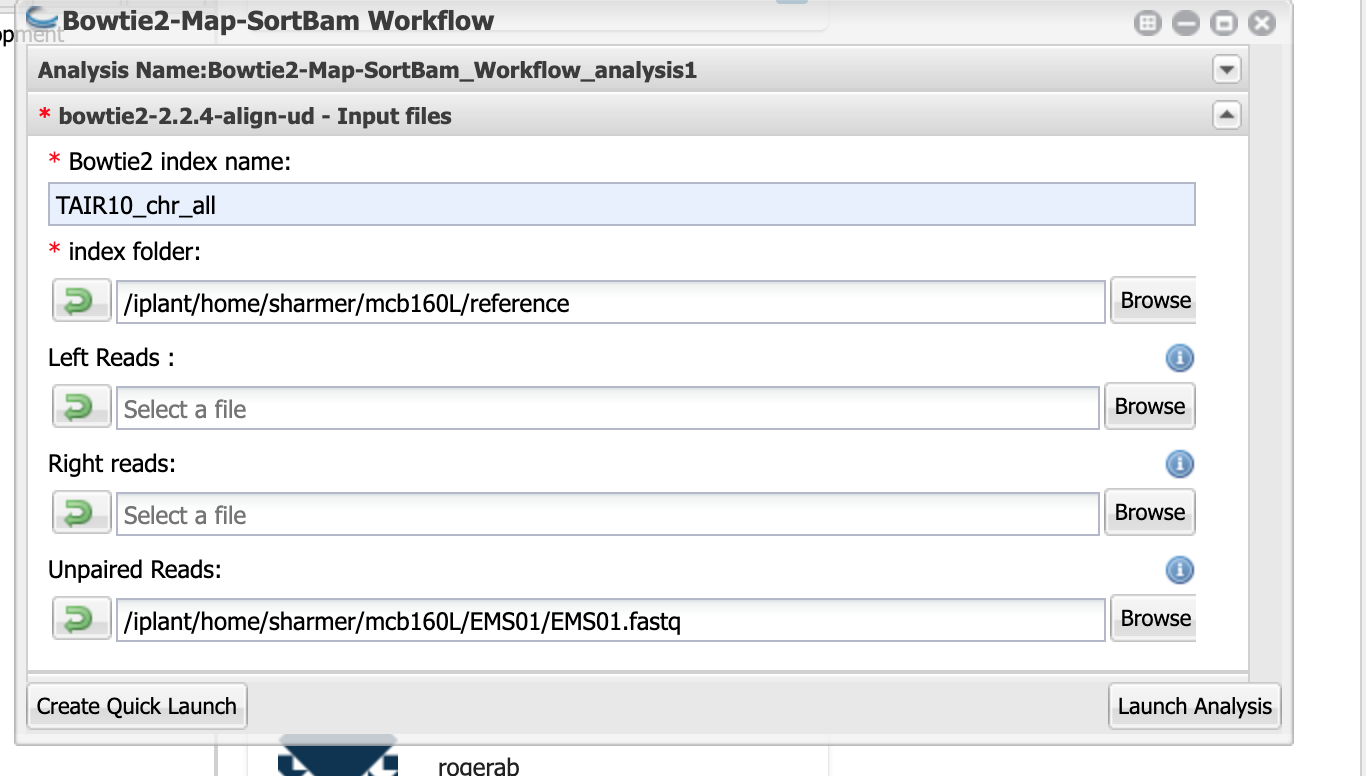 Bowtie2-Map-SortBam Workflow
opment
Analysis Name:Bowtie2-Map-SortBam_Workflow_analysis1
* bowtie2-2.2.4-align-ud - Input files
* Bowtie2 index name:
TAIR10_chr_all
* index folder:
/iplant/home/sharmer/mcb160L/reference
Browse
Left Reads :
Select a file
Browse
Right reads:
Select a file
Browse
Unpaired Reads:
/iplant/home/sharmer/mcb160L/EMS01/EMS01.fastq
Browse
Create Quick Launch
Launch Analysis
rogerab